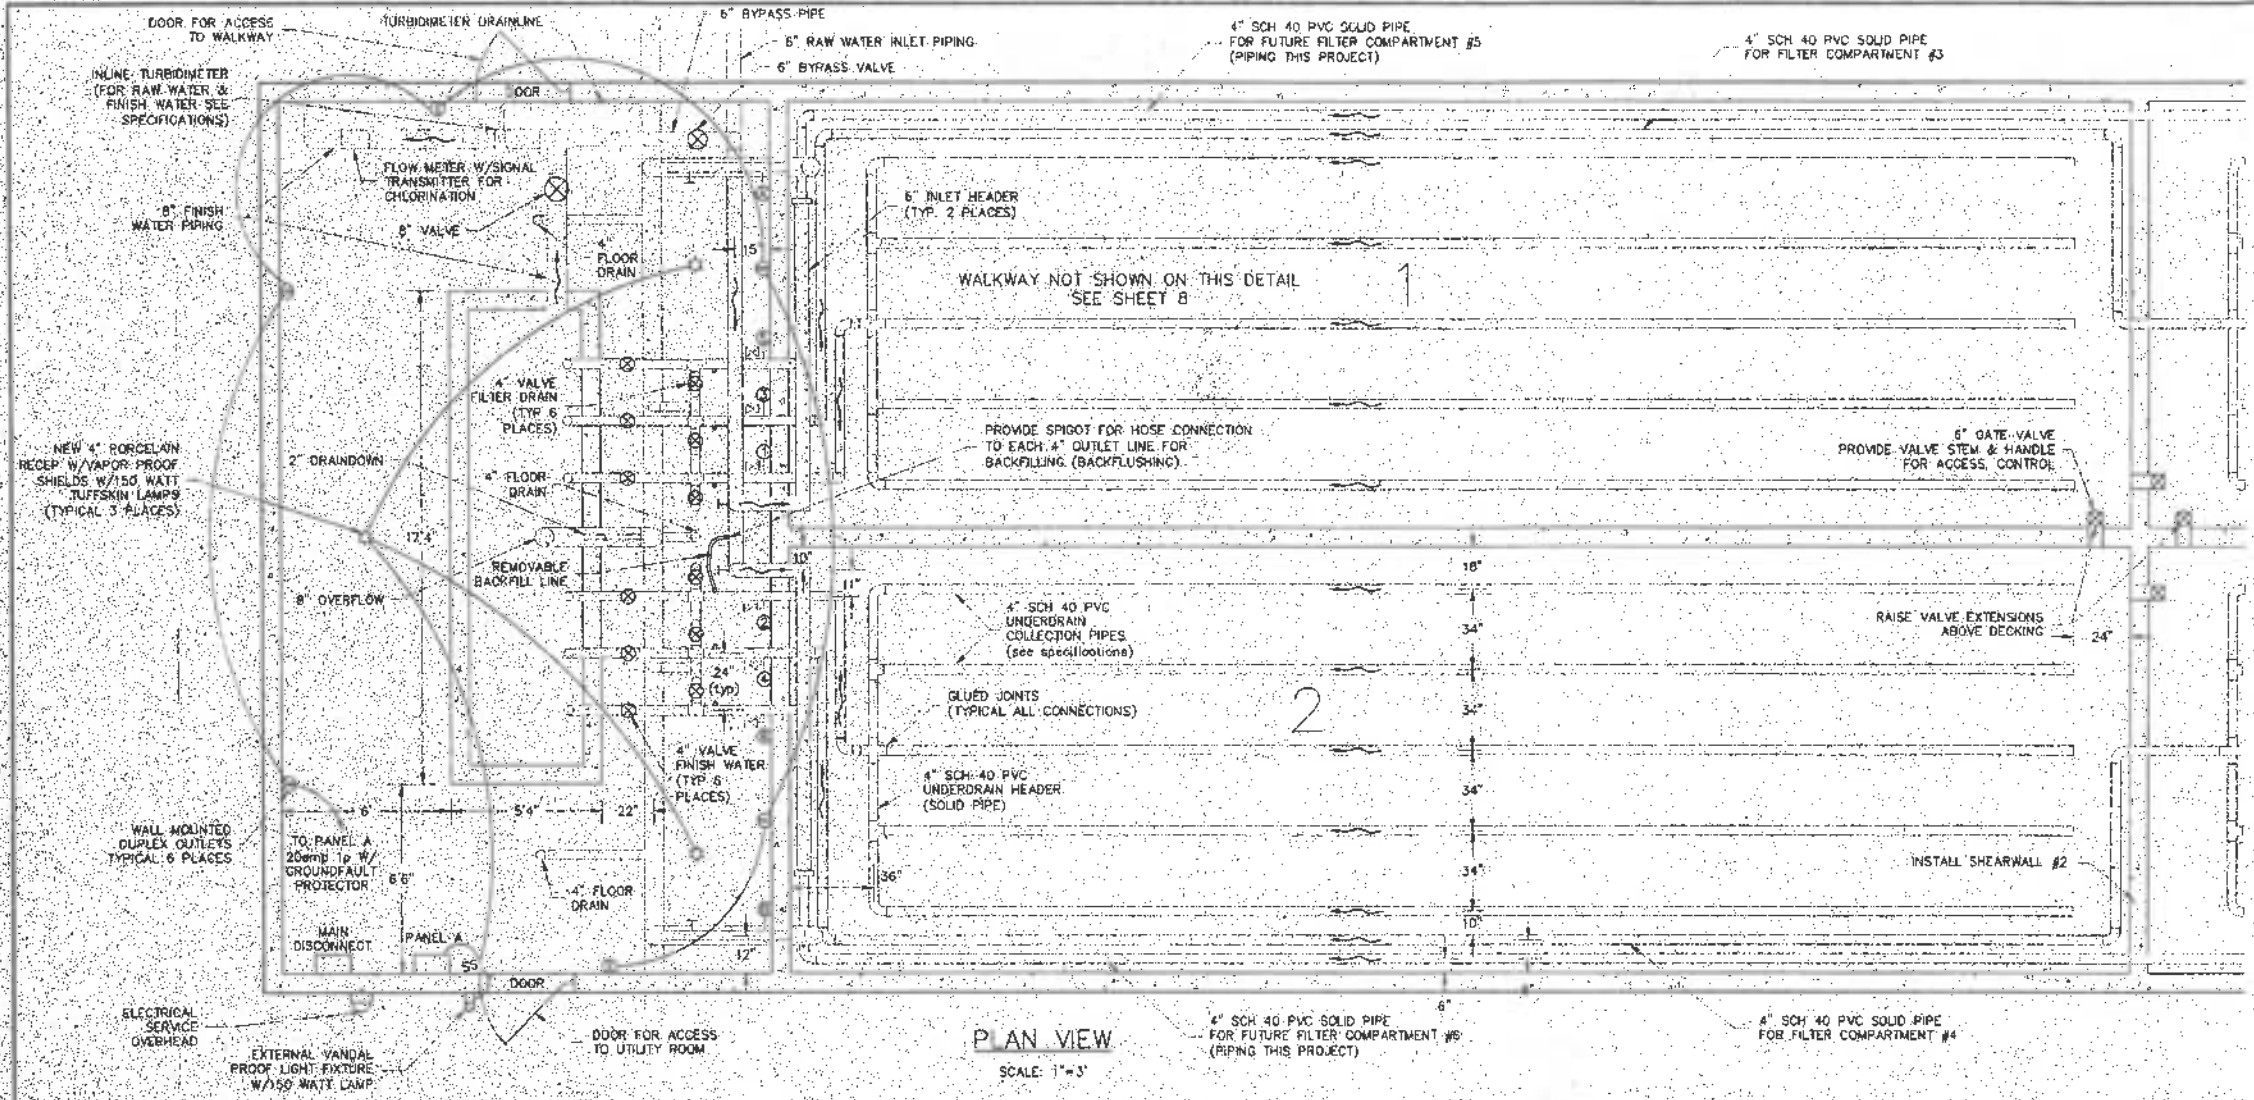 DOOR FOR ACCESS
TO WALKWAY
TURBIDIMETER DRAINLINE
6" BYPASS PIPE
6" RAW WATER INLET PIPING
6" BYPASS VALVE
4" SCH 40 PVC SOLID PIPE
FOR FUTURE FILTER COMPARTMENT #5
(PIPING THIS PROJECT)
4" SCH 40 PVC SOLID PIPE
FOR FILTER COMPARTMENT #3
INLINE TURBIDIMETER
(FOR RAW WATER &
FINISH WATER SEE
SPECIFICATIONS)
DOOR
FLOW METER W/SIGNAL
TRANSMITTER FOR
CHLORINATION
8" FINISH
WATER PIPING
8" VALVE
4"
FLOOR
DRAIN
15"
6" INLET HEADER
(TYP. 2 PLACES)
WALKWAY NOT SHOWN ON THIS DETAIL
SEE SHEET 8
1
4" VALVE
FILTER DRAIN
(TYP 6
PLACES)
3
1
NEW 4" PORCELAIN
RECEP W/VAPOR PROOF
SHIELDS W/150 WATT
TUFFSKIN LAMPS
(TYPICAL 3 PLACES)
2" DRAINDOWN
4" FLOOR
DRAIN
PROVIDE SPIGOT FOR HOSE CONNECTION
TO EACH 4" OUTLET LINE FOR
BACKFILLING (BACKFLUSHING)
6" GATE VALVE
PROVIDE VALVE STEM & HANDLE
FOR ACCESS CONTROL
17'4"
REMOVABLE
BACKFILL LINE
8" OVERFLOW
10"
11"
18"
4" SCH 40 PVC
UNDERDRAIN
COLLECTION PIPES
(see specifications)
34"
RAISE VALVE EXTENSIONS
ABOVE DECKING
24"
2
4
24"
(typ)
GLUED JOINTS
(TYPICAL ALL CONNECTIONS)
2
34"
4" VALVE
FINISH WATER
(TYP 6
PLACES)
4" SCH 40 PVC
UNDERDRAIN HEADER
(SOLID PIPE)
34"
6'
5'4"
22"
WALL MOUNTED
DUPLEX OUTLETS
TYPICAL 6 PLACES
TO PANEL A
20amp 1p W/
GROUNDFAULT
PROTECTOR
6'6"
4" FLOOR
DRAIN
36"
34"
INSTALL SHEARWALL #2
10"
MAIN
DISCONNECT
PANEL A
12"
DOOR
ELECTRICAL
SERVICE
OVERHEAD
EXTERNAL VANDAL
PROOF LIGHT FIXTURE
W/150 WATT LAMP
DOOR FOR ACCESS
TO UTILITY ROOM
PLAN VIEW
SCALE: 1"=3'
6"
4" SCH 40 PVC SOLID PIPE
FOR FUTURE FILTER COMPARTMENT #6
(PIPING THIS PROJECT)
4" SCH 40 PVC SOLID PIPE
FOR FILTER COMPARTMENT #4